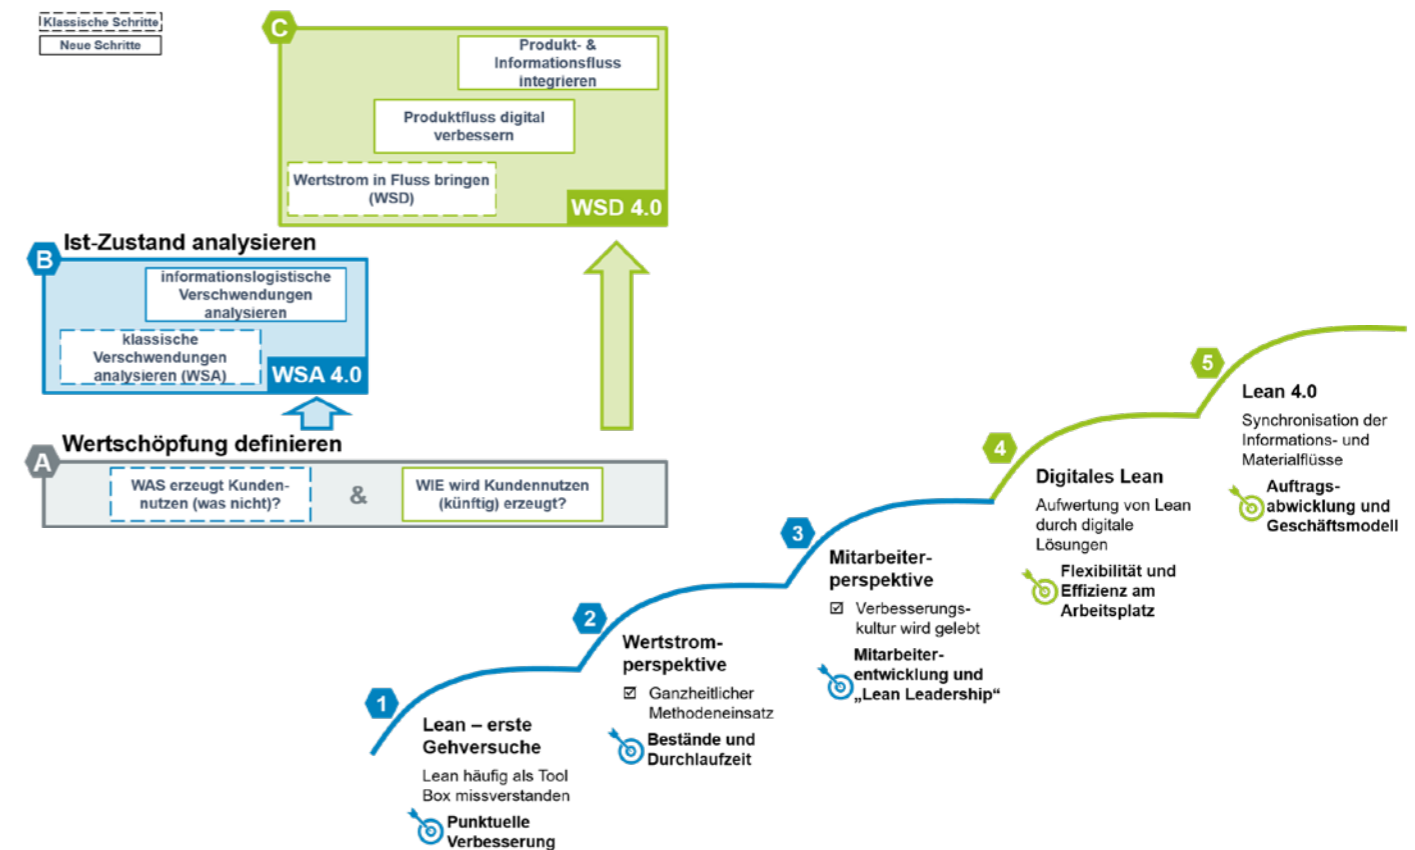 Klassische Schritte
Neue Schritte
C
Produkt- &
Informationsfluss
integrieren
Produktfluss digital
verbessern
Wertstrom in Fluss bringen
(WSD)
WSD 4.0
Ist-Zustand analysieren
B
informationslogistische
Verschwendungen
analysieren
klassische
Verschwendungen
analysieren (WSA)
WSA 4.0
Wertschöpfung definieren
A
WAS erzeugt Kunden-
nutzen (was nicht)?
&
WIE wird Kundennutzen
(künftig) erzeugt?
1
Lean – erste
Gehversuche
Lean häufig als Tool
Box missverstanden
Punktuelle
Verbesserung
2
Wertstrom-
perspektive
Ganzheitlicher
Methodeneinsatz
Bestände und
Durchlaufzeit
3
Mitarbeiter-
perspektive
Verbesserungs-
kultur wird gelebt
Mitarbeiter-
entwicklung und
„Lean Leadership“
4
Digitales Lean
Aufwertung von Lean
durch digitale
Lösungen
Flexibilität und
Effizienz am
Arbeitsplatz
5
Lean 4.0
Synchronisation der
Informations- und
Materialflüsse
Auftrags-
abwicklung und
Geschäftsmodell